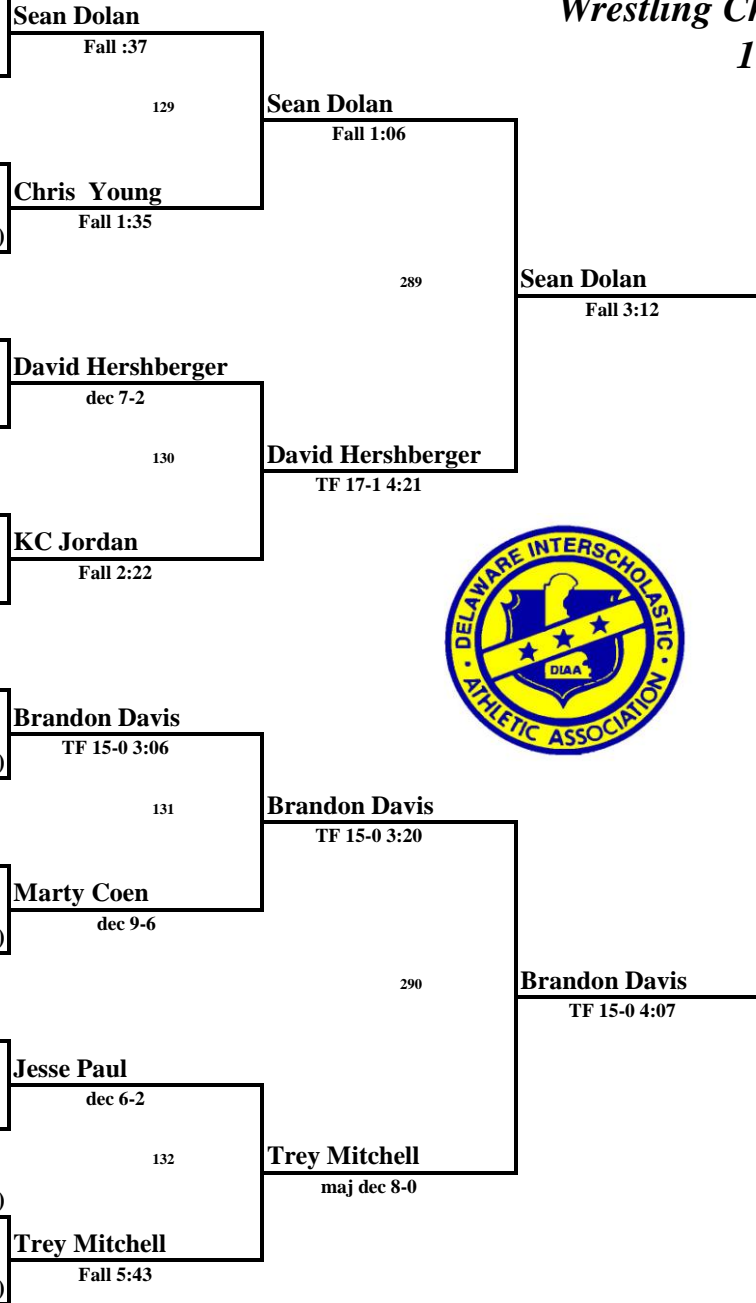 Wrestling Ch
1
Sean Dolan
Fall :37
129
Sean Dolan
Fall 1:06
Chris Young
Fall 1:35
)
289
Sean Dolan
Fall 3:12
David Hershberger
dec 7-2
130
David Hershberger
TF 17-1 4:21
KC Jordan
Fall 2:22
DELAWARE INTERSCHOLASTIC
DIAA
ATHLETIC ASSOCIATION
Brandon Davis
TF 15-0 3:06
)
131
Brandon Davis
TF 15-0 3:20
Marty Coen
dec 9-6
)
290
Brandon Davis
TF 15-0 4:07
Jesse Paul
dec 6-2
132
Trey Mitchell
maj dec 8-0
)
Trey Mitchell
Fall 5:43
)